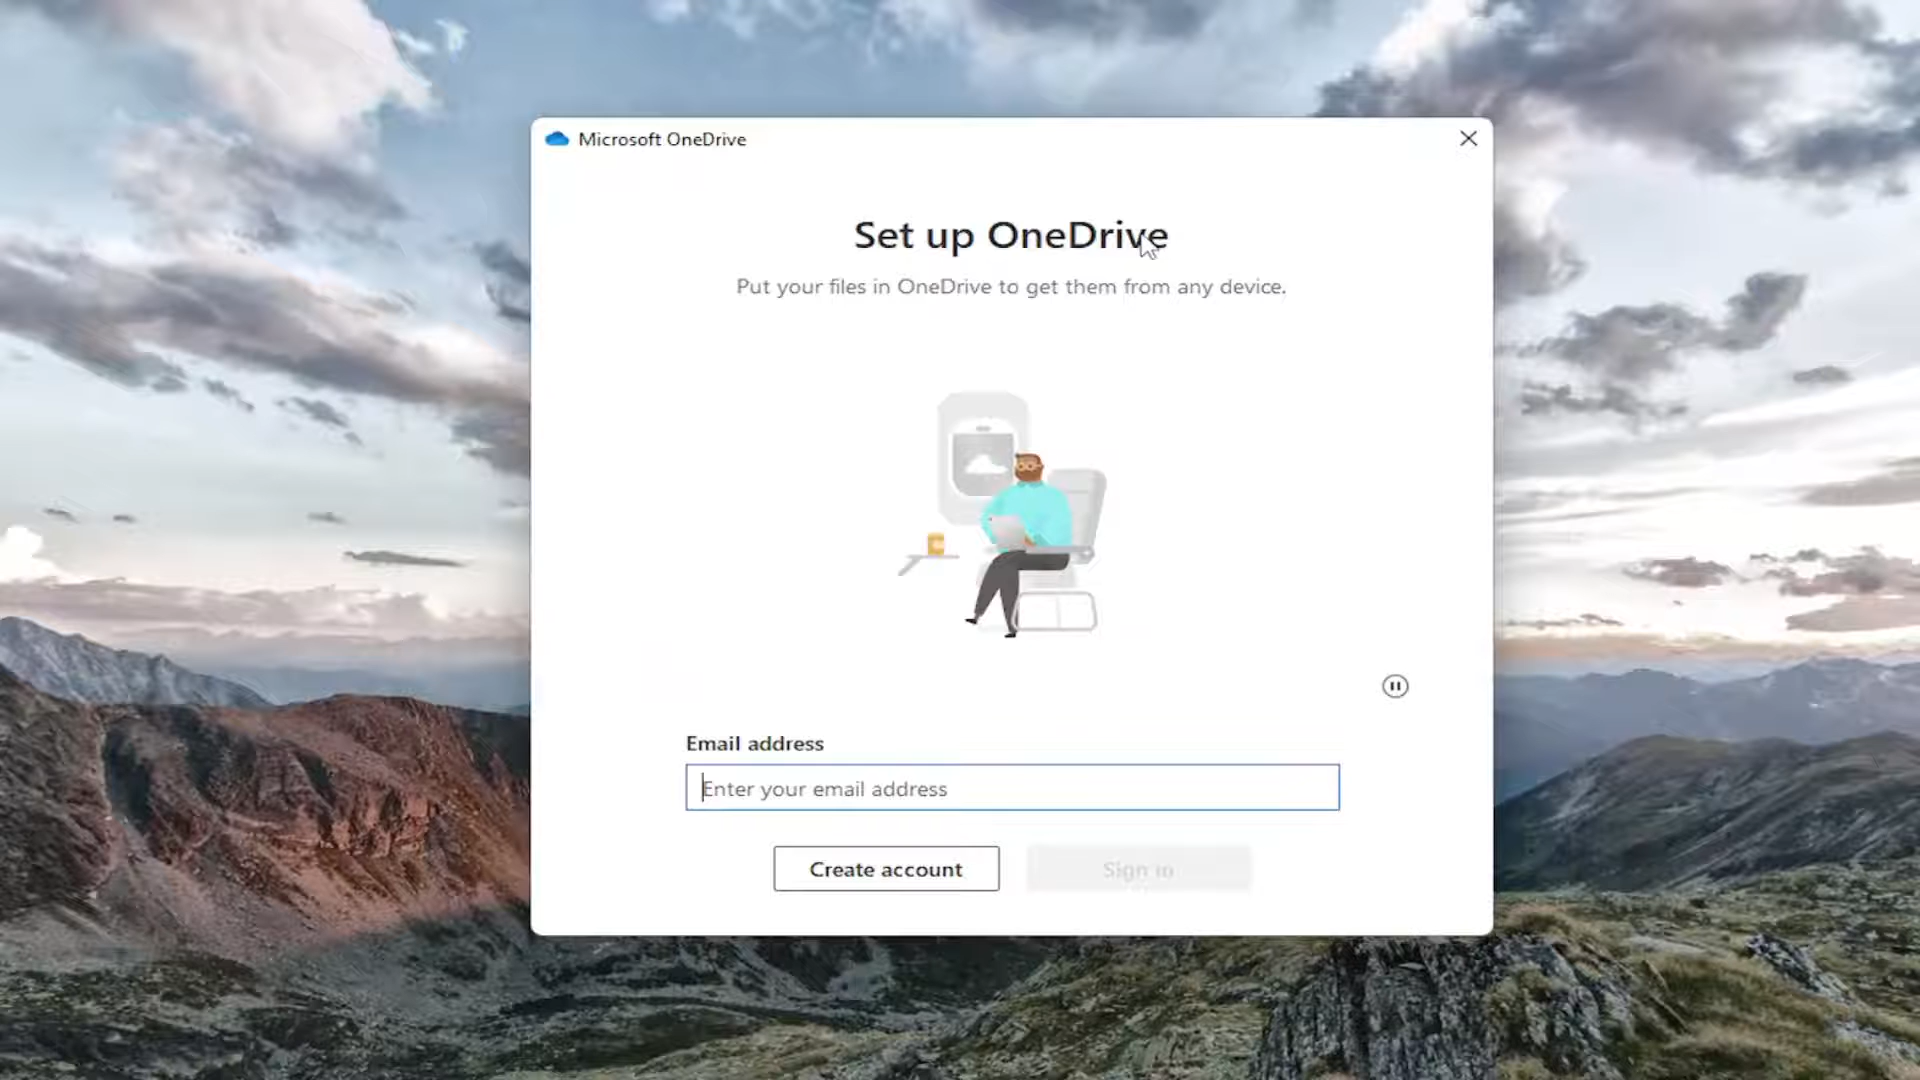 Microsoft OneDrive
Set up OneDrive
Put your files in OneDrive to get them from any device.
Email address
Enter your email address
Create account
Sign in